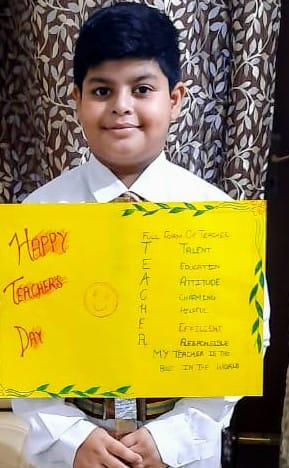 Happy
Teacher's
Day
Full Form Of Teacher
T Talent
E Education
A Attitude
C Charming
H Helpful
E Efficient
R Responsible
My Teacher is the
Best in the world